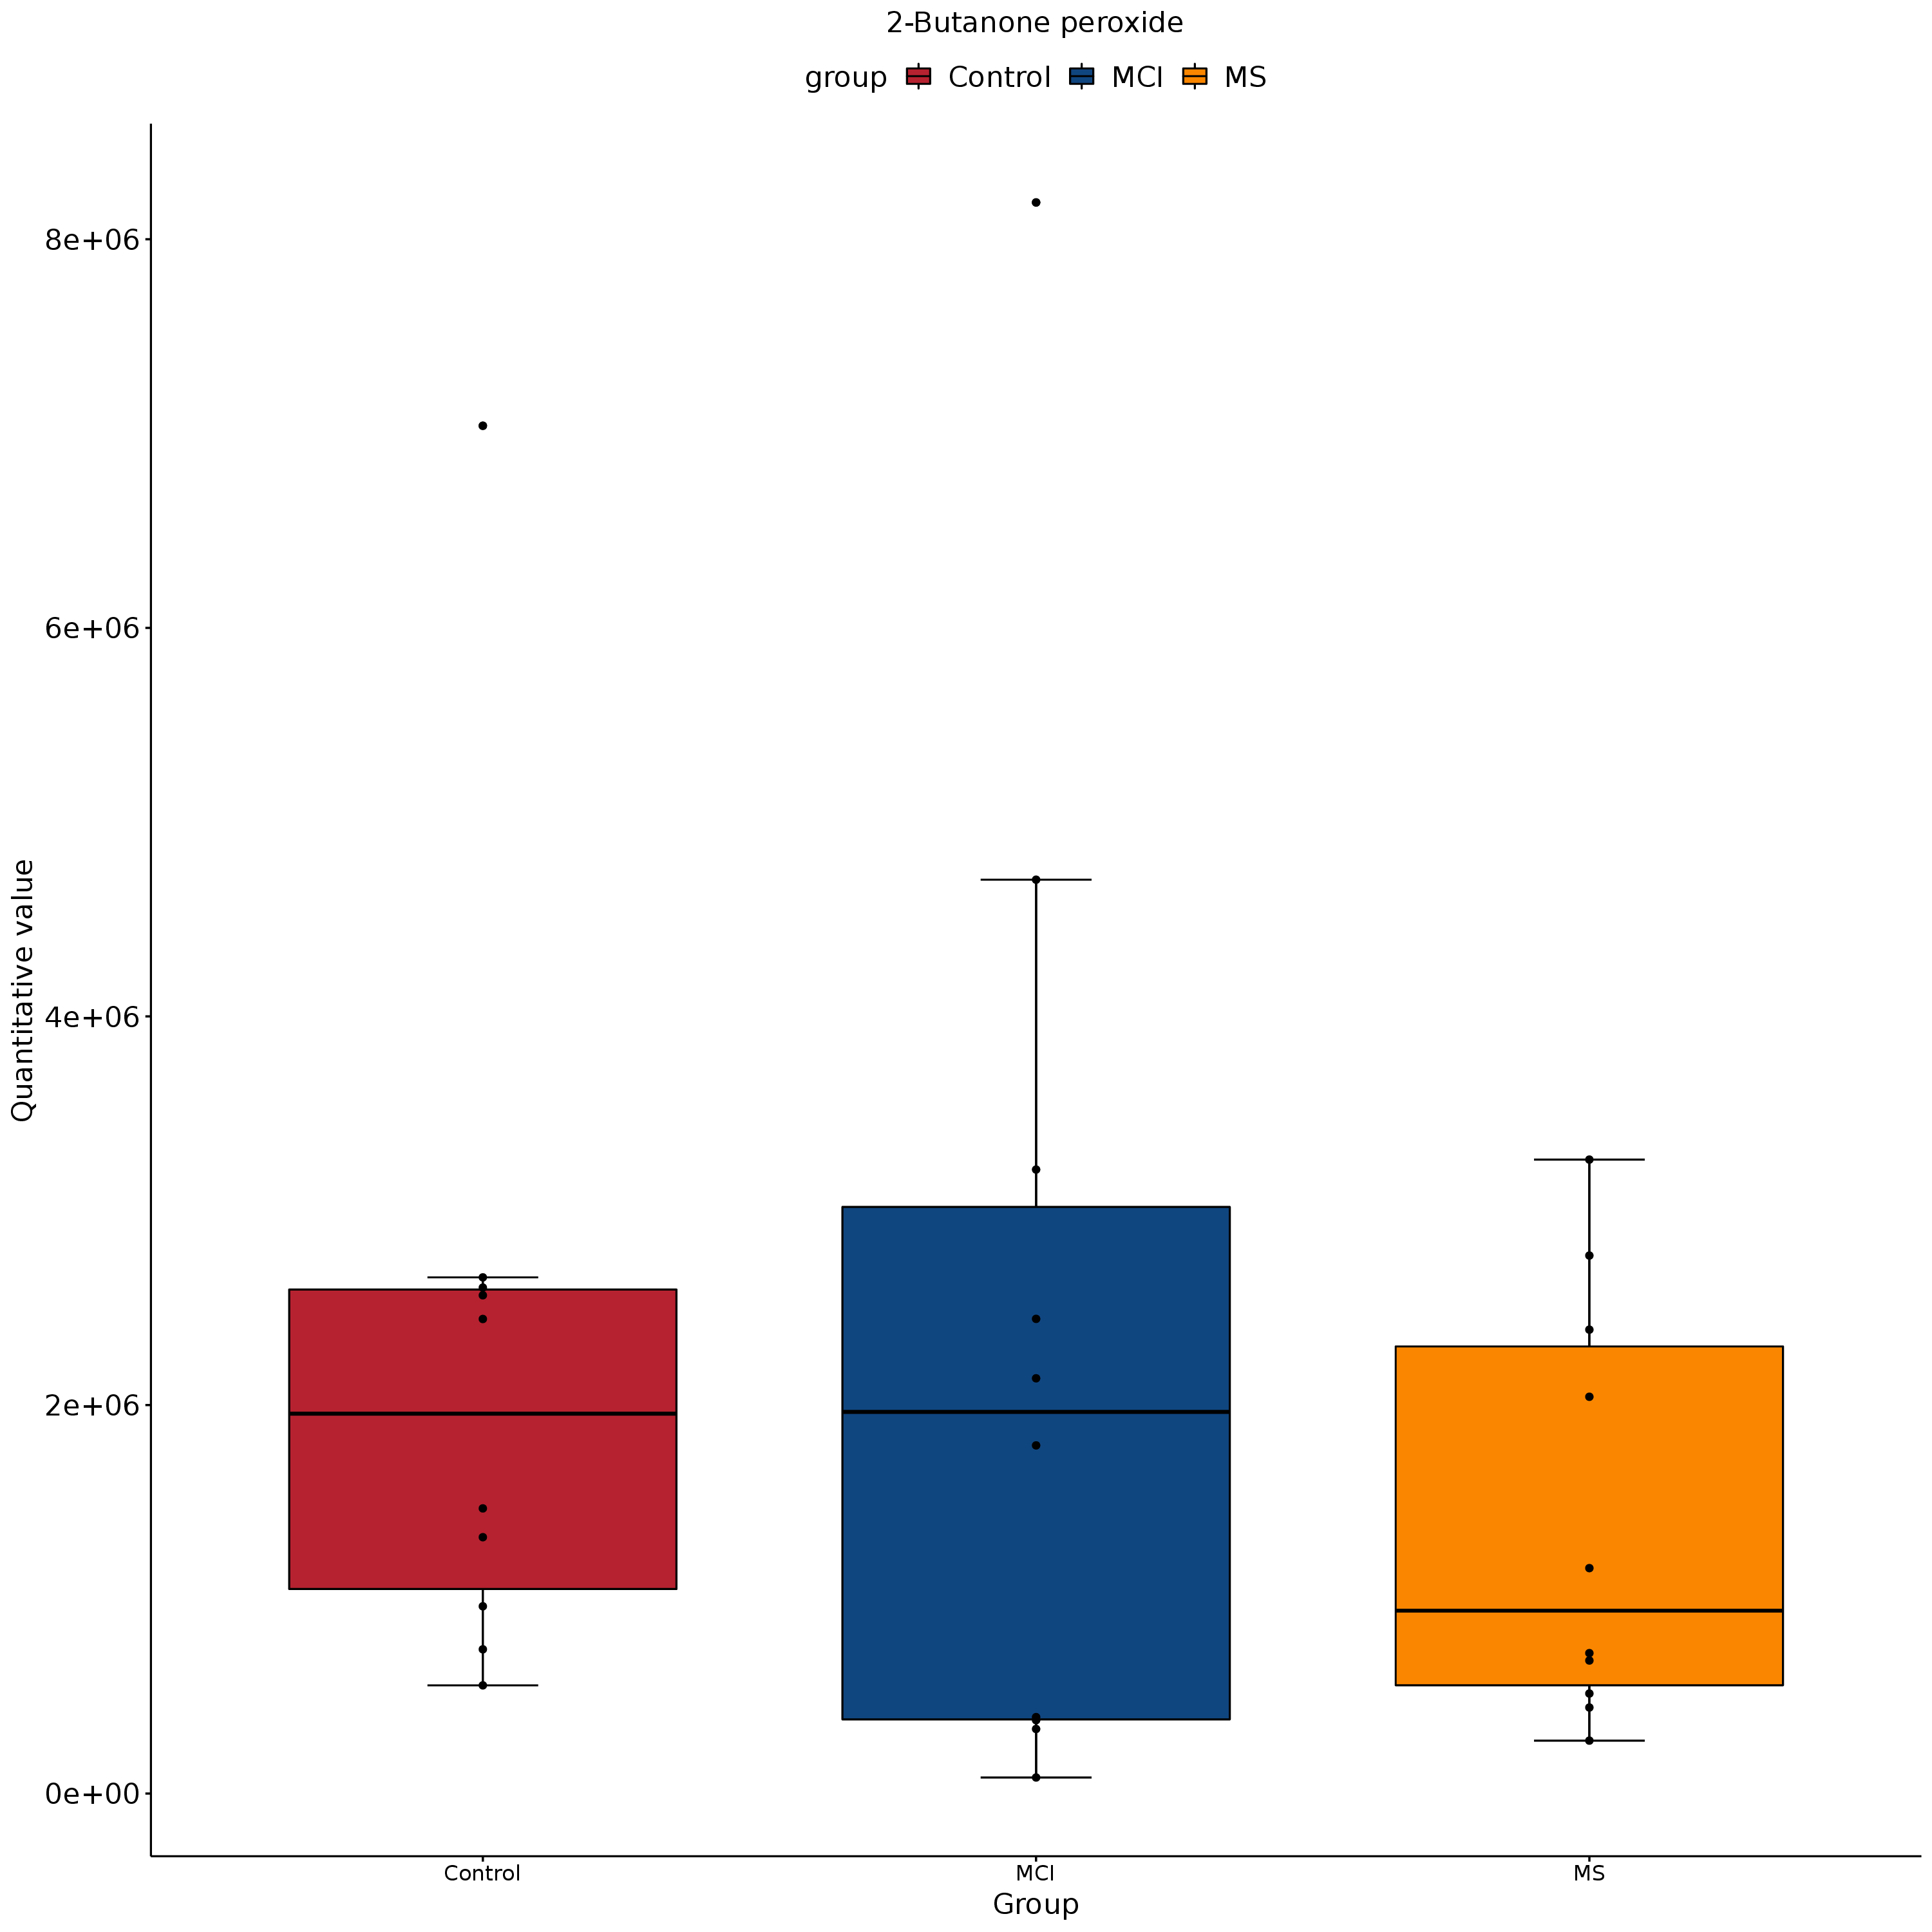 2-Butanone peroxide
group Control MCI MS
Quantitative value
8e+06
6e+06
4e+06
2e+06
0e+00
Control MCI MS
Group